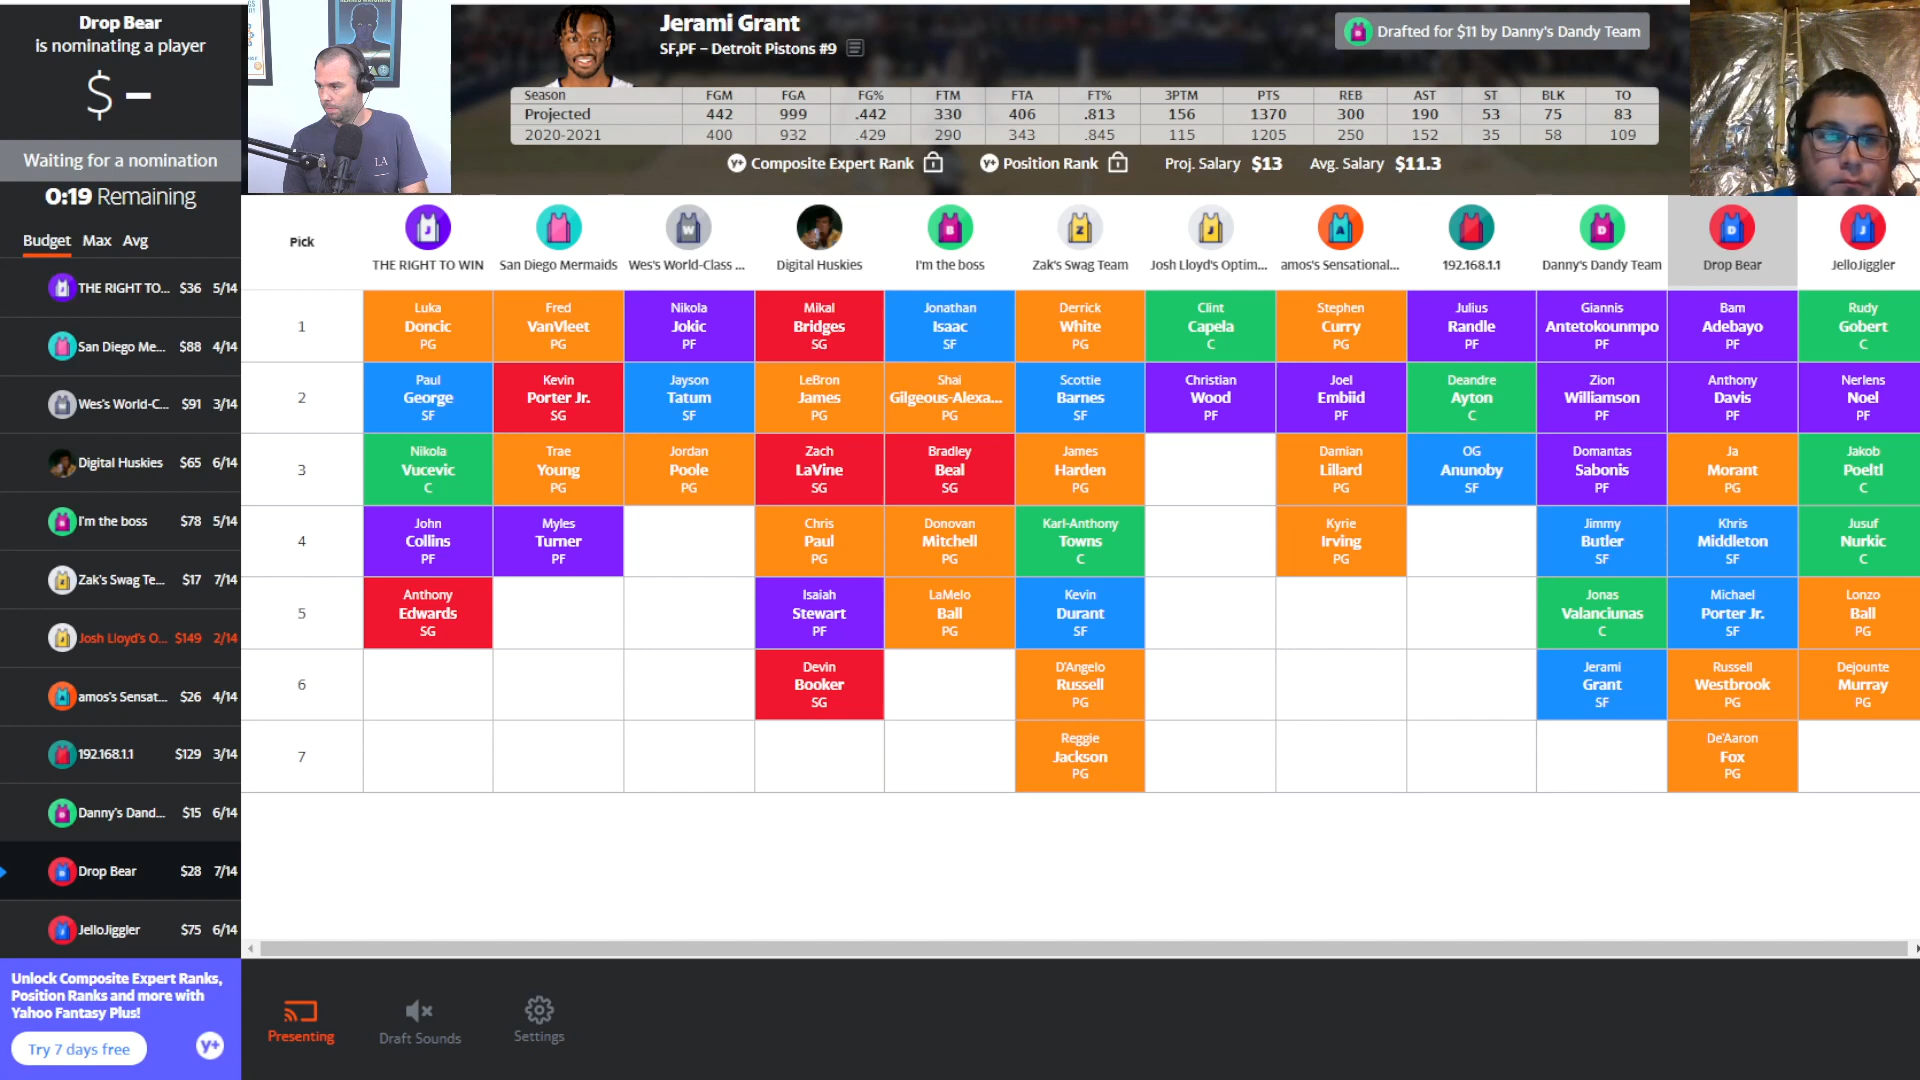 Drop Bear
is nominating a player
$ –
Waiting for a nomination
0:19 Remaining
Budget Max Avg
THE RIGHT TO... $36 5/14
San Diego Me... $88 4/14
Wes's World-C... $91 3/14
Digital Huskies $65 6/14
I'm the boss $78 5/14
Zak's Swag Te... $17 7/14
Josh Lloyd's O... $149 2/14
amos's Sensat... $26 4/14
192.168.1.1 $129 3/14
Danny's Dand... $15 6/14
Drop Bear $28 7/14
JelloJiggler $75 6/14
Unlock Composite Expert Ranks,
Position Ranks and more with
Yahoo Fantasy Plus!
Try 7 days free y+
LA
Jerami Grant
SF,PF – Detroit Pistons #9
Drafted for $11 by Danny's Dandy Team
Season FGM FGA FG% FTM FTA FT% 3PTM PTS REB AST ST BLK TO
Projected 442 999 .442 330 406 .813 156 1370 300 190 53 75 83
2020-2021 400 932 .429 290 343 .845 115 1205 250 152 35 58 109
Y+ Composite Expert Rank Y+ Position Rank Proj. Salary $13 Avg. Salary $11.3
J W B Z J A D D J
Pick THE RIGHT TO WIN San Diego Mermaids Wes's World-Class ... Digital Huskies I'm the boss Zak's Swag Team Josh Lloyd's Optim... amos's Sensational... 192.168.1.1 Danny's Dandy Team Drop Bear JelloJiggler
Luka Fred Nikola Mikal Jonathan Derrick Clint Stephen Julius Giannis Bam Rudy
1 Doncic VanVleet Jokic Bridges Isaac White Capela Curry Randle Antetokounmpo Adebayo Gobert
PG PG PF SG SF PG C PG PF PF PF C
Paul Kevin Jayson LeBron Shai Scottie Christian Joel Deandre Zion Anthony Nerlens
2 George Porter Jr. Tatum James Gilgeous-Alexa... Barnes Wood Embiid Ayton Williamson Davis Noel
SF SG SF PG PG SF PF PF C PF PF PF
Nikola Trae Jordan Zach Bradley James Damian OG Domantas Ja Jakob
3 Vucevic Young Poole LaVine Beal Harden Lillard Anunoby Sabonis Morant Poeltl
C PG PG SG SG PG PG SF PF PG C
John Myles Chris Donovan Karl-Anthony Kyrie Jimmy Khris Jusuf
4 Collins Turner Paul Mitchell Towns Irving Butler Middleton Nurkic
PF PF PG PG C PG SF SF C
Anthony Isaiah LaMelo Kevin Jonas Michael Lonzo
5 Edwards Stewart Ball Durant Valanciunas Porter Jr. Ball
SG PF PG SF C SF PG
Devin D'Angelo Jerami Russell Dejounte
6 Booker Russell Grant Westbrook Murray
SG PG SF PG PG
Reggie De'Aaron
7 Jackson Fox
PG PG
Presenting Draft Sounds Settings